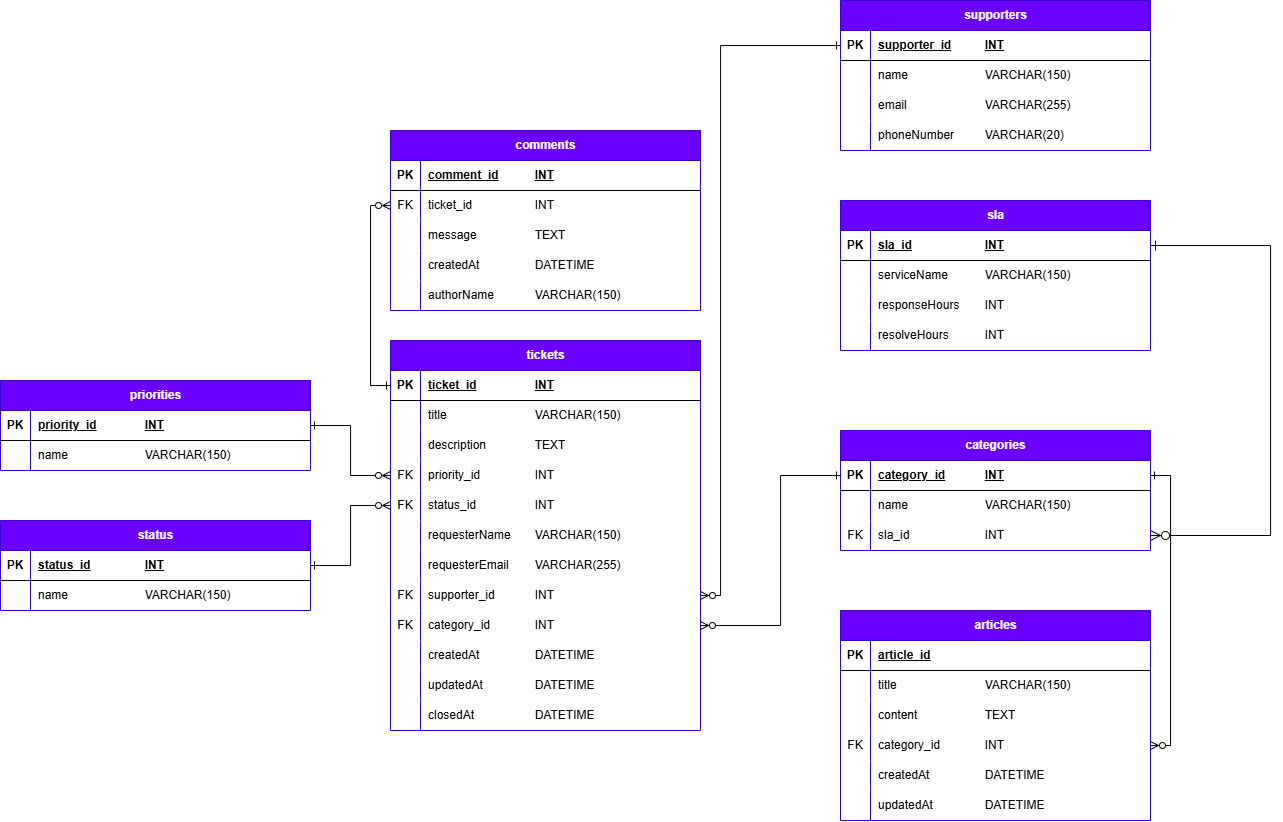 supporters
PK supporter_id INT
name VARCHAR(150)
email VARCHAR(255)
phoneNumber VARCHAR(20)
comments
PK comment_id INT
FK ticket_id INT
message TEXT
createdAt DATETIME
authorName VARCHAR(150)
sla
PK sla_id INT
serviceName VARCHAR(150)
responseHours INT
resolveHours INT
tickets
PK ticket_id INT
title VARCHAR(150)
description TEXT
FK priority_id INT
FK status_id INT
requesterName VARCHAR(150)
requesterEmail VARCHAR(255)
FK supporter_id INT
FK category_id INT
createdAt DATETIME
updatedAt DATETIME
closedAt DATETIME
priorities
PK priority_id INT
name VARCHAR(150)
status
PK status_id INT
name VARCHAR(150)
categories
PK category_id INT
name VARCHAR(150)
FK sla_id INT
articles
PK article_id
title VARCHAR(150)
content TEXT
FK category_id INT
createdAt DATETIME
updatedAt DATETIME